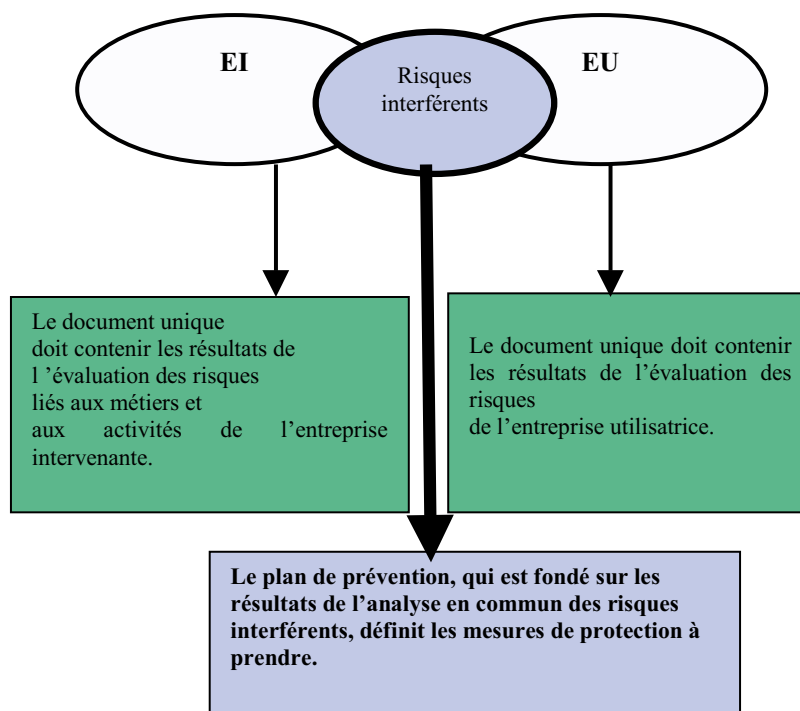 EI
Risques
interférents
EU
Le document unique
doit contenir les résultats de
l ’évaluation des risques
liés aux métiers et
aux activités de l’entreprise
intervenante.
Le document unique doit contenir
les résultats de l’évaluation des
risques
de l’entreprise utilisatrice.
Le plan de prévention, qui est fondé sur les
résultats de l’analyse en commun des risques
interférents, définit les mesures de protection à
prendre.